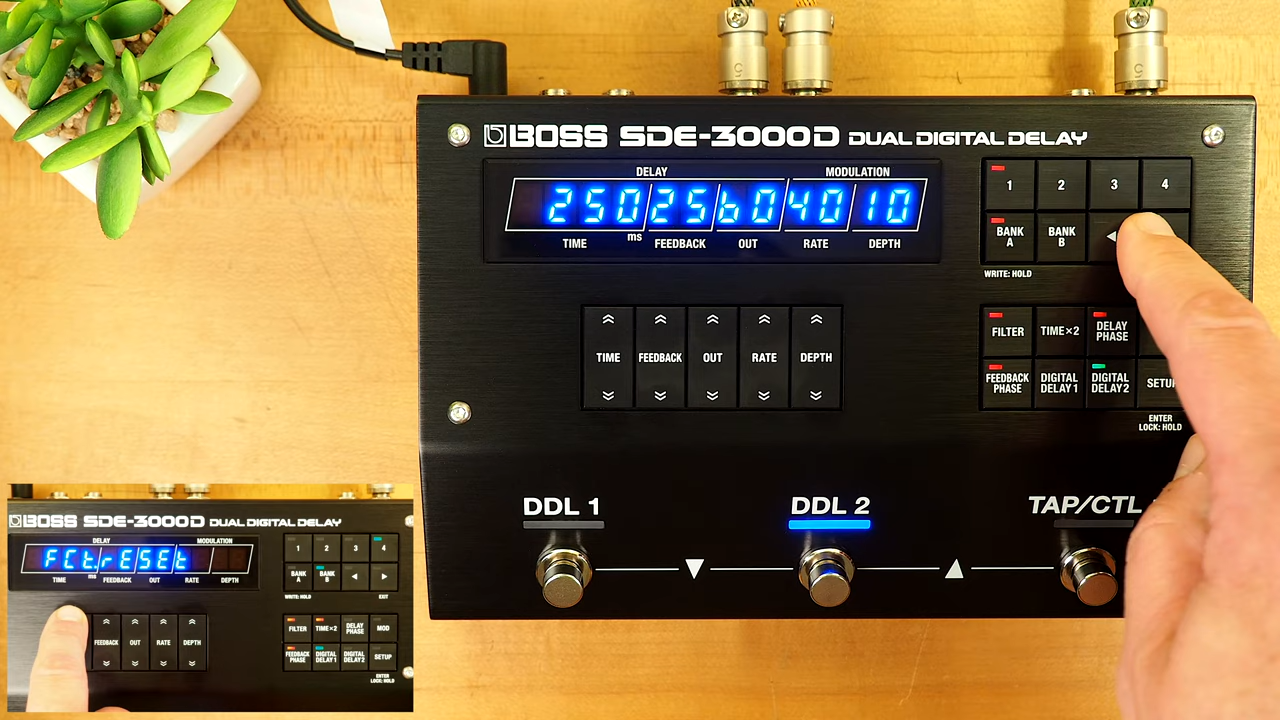 BOSS SDE-3000D DUAL DIGITAL DELAY
DELAY MODULATION
250 25 60 40 10
TIME ms FEEDBACK OUT RATE DEPTH
1 2 3 4
BANK A BANK B ◀
WRITE: HOLD
TIME FEEDBACK OUT RATE DEPTH
FILTER TIME×2 DELAY PHASE
FEEDBACK PHASE DIGITAL DELAY1 DIGITAL DELAY2
ENTER
LOCK: HOLD
DDL 1 DDL 2 TAP/CTL
▼ ▲
BOSS SDE-3000D DUAL DIGITAL DELAY
DELAY MODULATION
FCt.rESEt
TIME ms FEEDBACK OUT RATE DEPTH
1 2 3 4
BANK A BANK B ◀ ▶
WRITE: HOLD EXIT
FEEDBACK OUT RATE DEPTH
FILTER TIME×2 DELAY PHASE MOD
FEEDBACK PHASE DIGITAL DELAY1 DIGITAL DELAY2 SETUP
ENTER
LOCK: HOLD